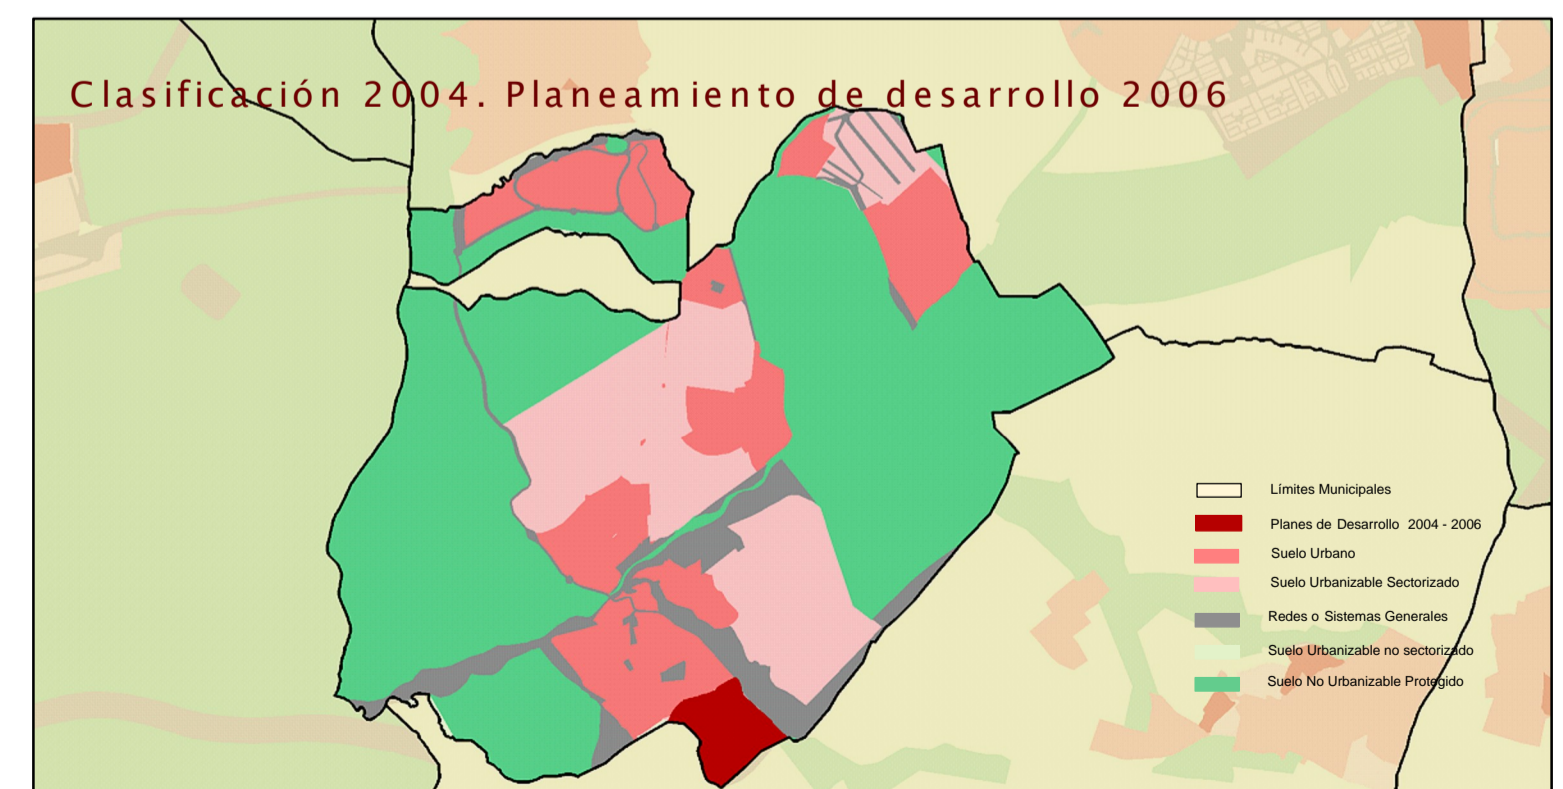 Clasificación 2004. Planeamiento de desarrollo 2006
Límites Municipales
Planes de Desarrollo 2004 - 2006
Suelo Urbano
Suelo Urbanizable Sectorizado
Redes o Sistemas Generales
Suelo Urbanizable no sectorizado
Suelo No Urbanizable Protegido